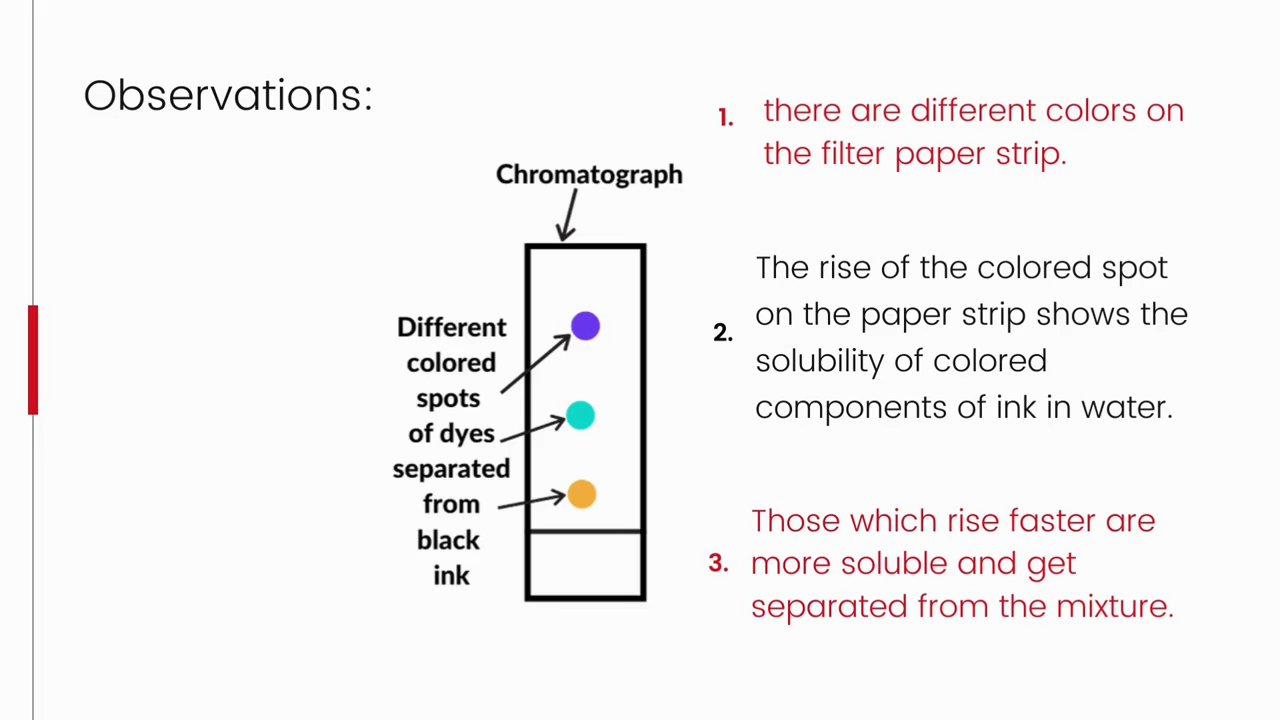 Observations:
Chromatograph
Different
colored
spots
of dyes
separated
from
black
ink
1. there are different colors on
the filter paper strip.
2. The rise of the colored spot
on the paper strip shows the
solubility of colored
components of ink in water.
3. Those which rise faster are
more soluble and get
separated from the mixture.